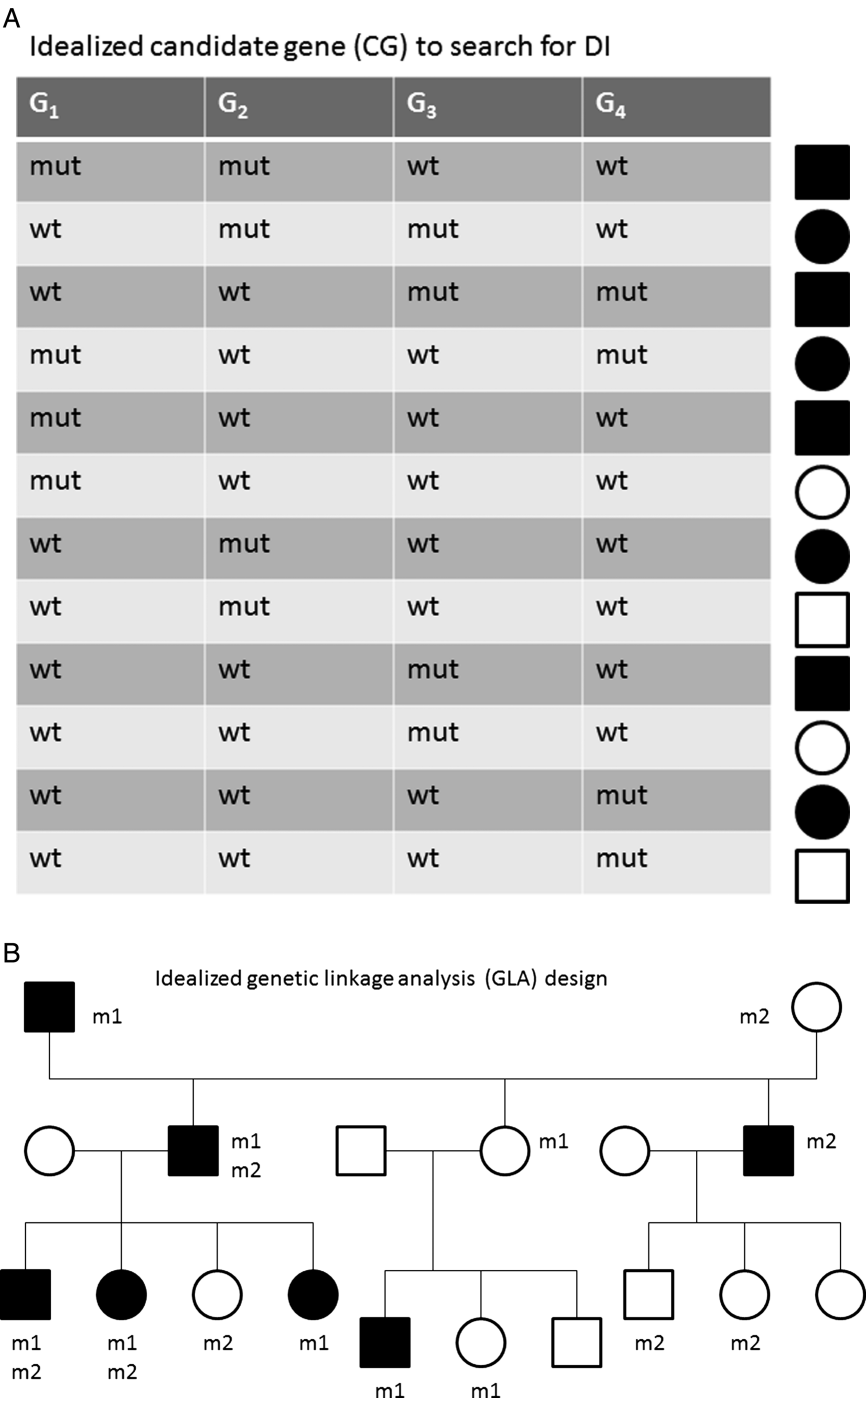 A
Idealized candidate gene (CG) to search for DI
G1 G2 G3 G4
mut mut wt wt
wt mut mut wt
wt wt mut mut
mut wt wt mut
mut wt wt wt
mut wt wt wt
wt mut wt wt
wt mut wt wt
wt wt mut wt
wt wt mut wt
wt wt wt mut
wt wt wt mut
B
Idealized genetic linkage analysis (GLA) design
m1 m2
m1 m1 m2
m2
m1 m1 m2 m1 m2 m2
m2 m2
m1 m1